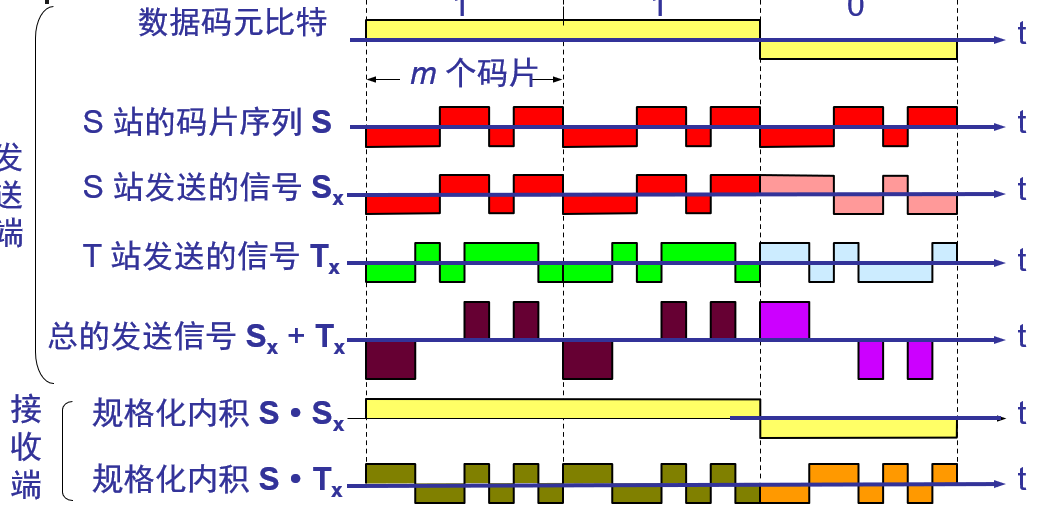 1 1 0
数据码元比特 t
m 个码片
S 站的码片序列 S t
S 站发送的信号 Sx t
T 站发送的信号 Tx t
总的发送信号 Sx + Tx t
规格化内积 S • Sx t
规格化内积 S • Tx t
发送端
接收端